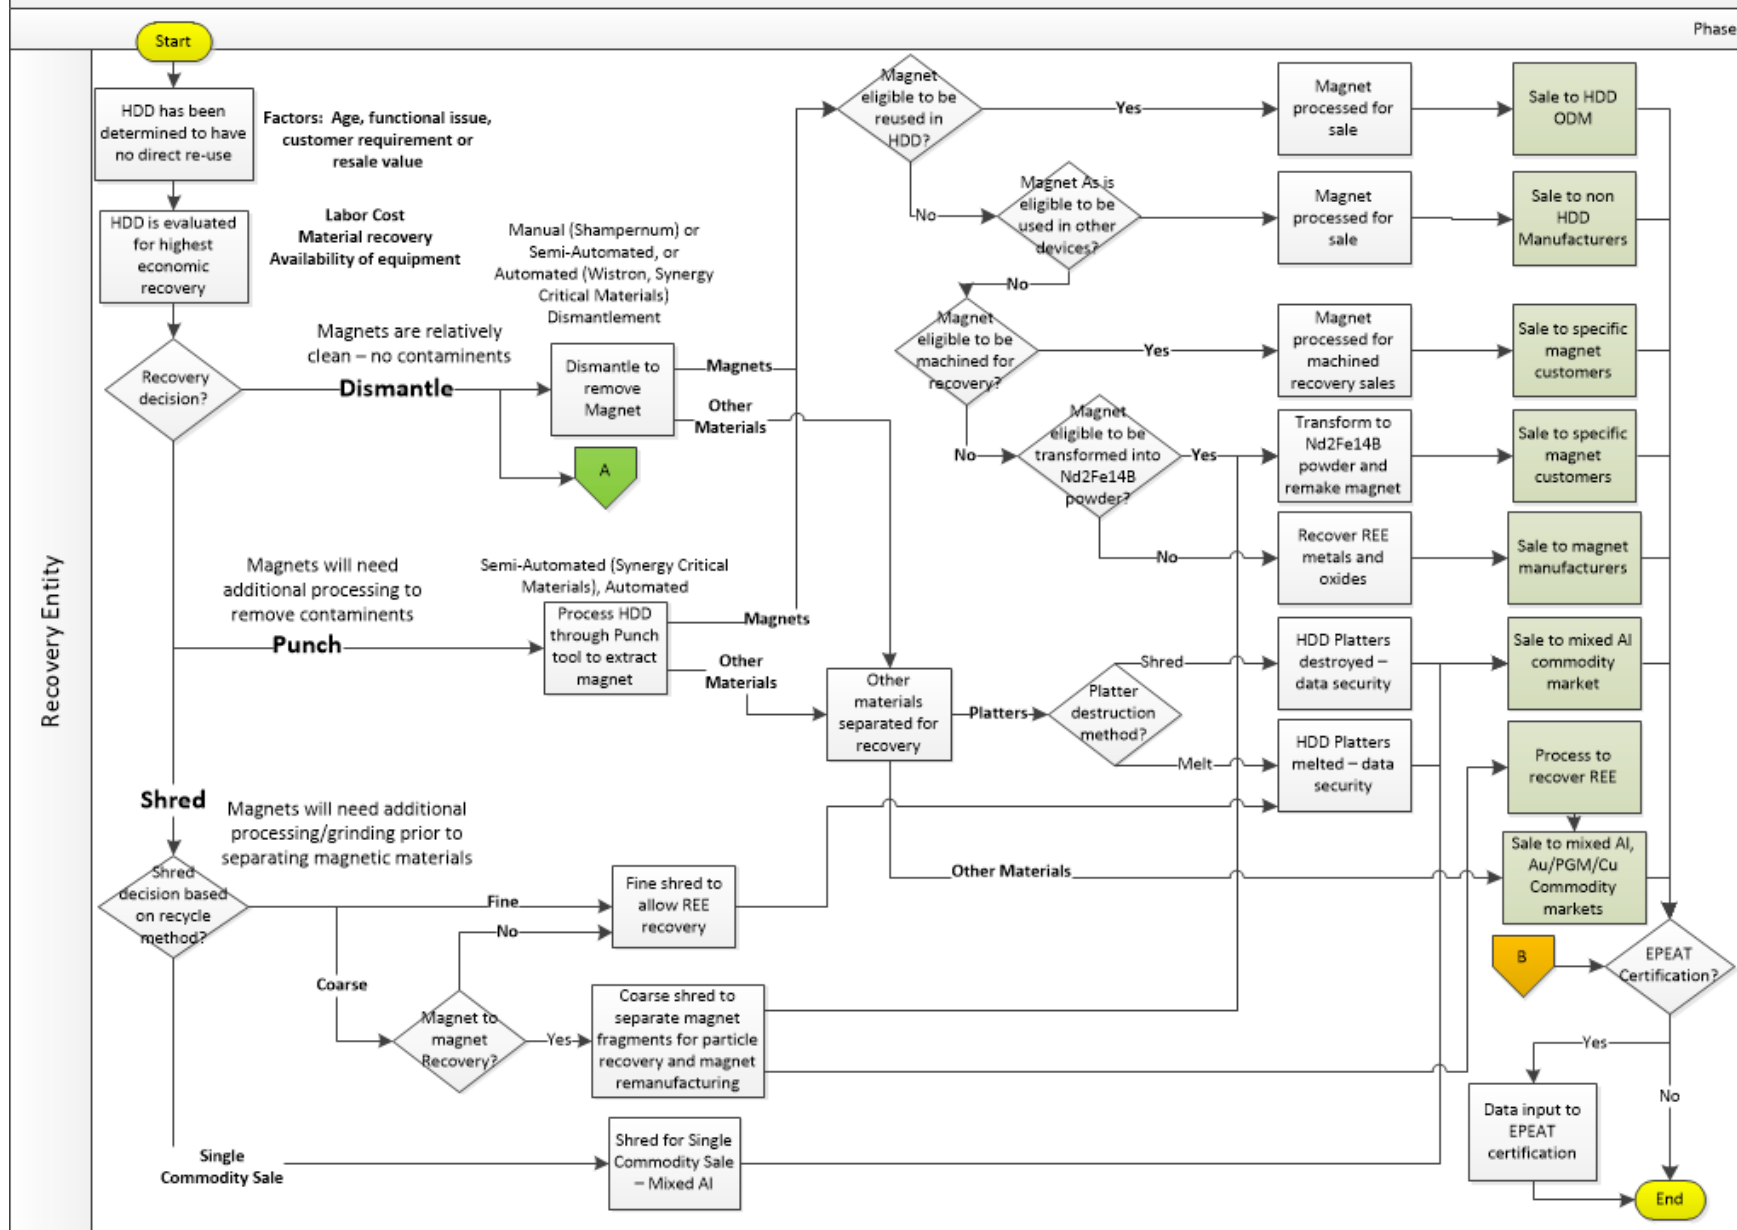 Phase
Start
HDD has been
determined to have
no direct re-use
Factors:  Age, functional issue,
customer requirement or
resale value
HDD is evaluated
for highest
economic
recovery
Labor Cost
Material recovery
Availability of equipment
Manual (Shampernum) or
Semi-Automated, or
Automated (Wistron, Synergy
Critical Materials)
Dismantlement
Magnets are relatively
clean – no contaminents
Recovery
decision?
Dismantle
Dismantle to
remove
Magnet
Magnets
Other
Materials
A
Magnets will need
additional processing to
remove contaminents
Punch
Semi-Automated (Synergy Critical
Materials), Automated
Process HDD
through Punch
tool to extract
magnet
Magnets
Other
Materials
Recovery Entity
Shred
Magnets will need additional
processing/grinding prior to
separating magnetic materials
Shred
decision based
on recycle
method?
Fine
No
Coarse
Fine shred to
allow REE
recovery
Magnet to
magnet
Recovery?
Yes
Coarse shred to
separate magnet
fragments for particle
recovery and magnet
remanufacturing
Single
Commodity Sale
Shred for Single
Commodity Sale
– Mixed Al
Magnet
eligible to be
reused in
HDD?
Yes
Magnet
processed for
sale
Sale to HDD
ODM
No
Magnet As is
eligible to be
used in other
devices?
Magnet
processed for
sale
Sale to non
HDD
Manufacturers
No
Magnet
eligible to be
machined for
recovery?
Yes
Magnet
processed for
machined
recovery sales
Sale to specific
magnet
customers
No
Magnet
eligible to be
transformed into
Nd2Fe14B
powder?
Yes
Transform to
Nd2Fe14B
powder and
remake magnet
Sale to specific
magnet
customers
No
Recover REE
metals and
oxides
Sale to magnet
manufacturers
Other
materials
separated for
recovery
Platters
Platter
destruction
method?
Shred
HDD Platters
destroyed –
data security
Sale to mixed Al
commodity
market
Melt
HDD Platters
melted – data
security
Process to
recover REE
Other Materials
Sale to mixed Al,
Au/PGM/Cu
Commodity
markets
B
EPEAT
Certification?
Yes
No
Data input to
EPEAT
certification
End